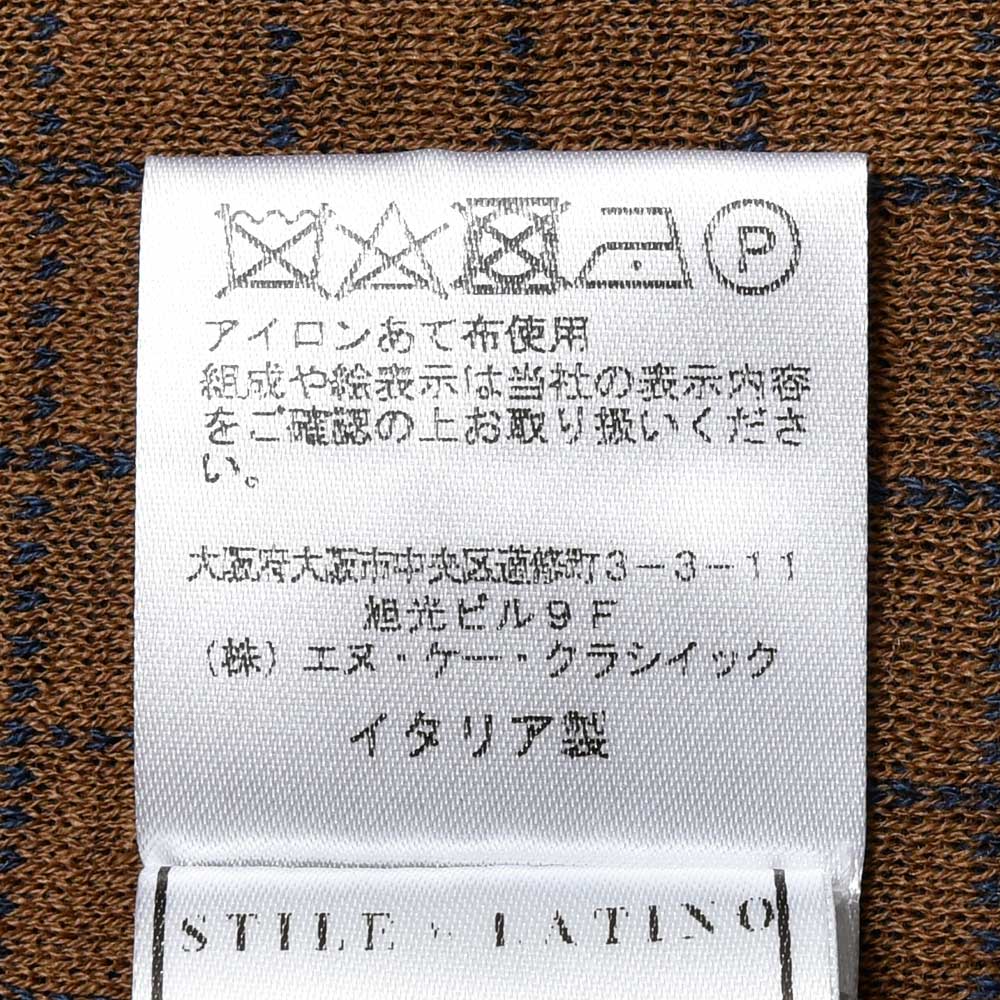 P
アイロンあて布使用
組成や絵表示は当社の表示内容
をご確認の上お取り扱いくださ
い。
大阪府大阪市中央区道修町3-3-11
旭光ビル9F
(株)エヌ・ケー・クラシイック
イタリア製
STILE LATINO